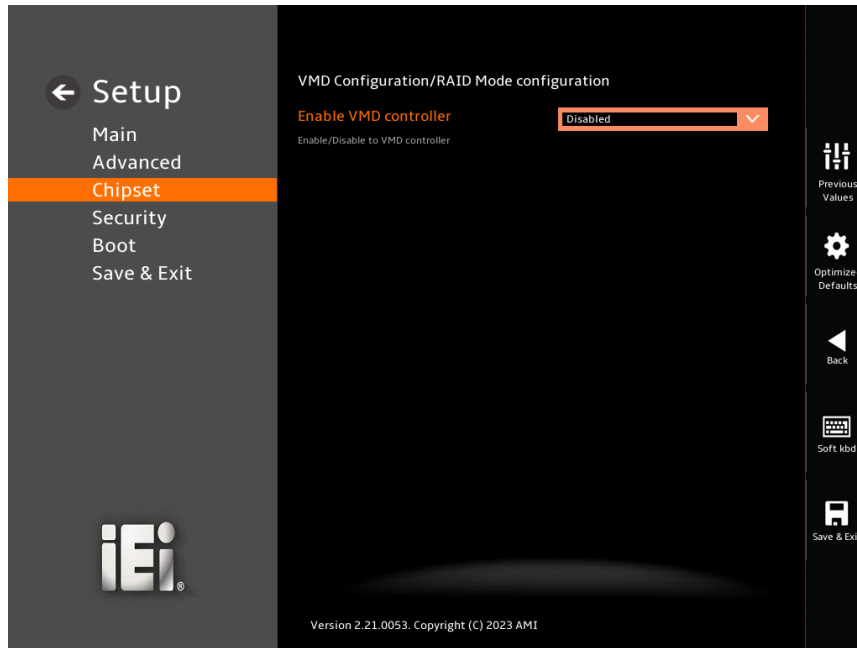 Setup
Main
Advanced
Chipset
Security
Boot
Save & Exit
iEi®
VMD Configuration/RAID Mode configuration
Enable VMD controller
Disabled
Enable/Disable to VMD controller
Version 2.21.0053. Copyright (C) 2023 AMI
Previous
Values
Optimize
Defaults
Back
Soft kbd
Save & Exi